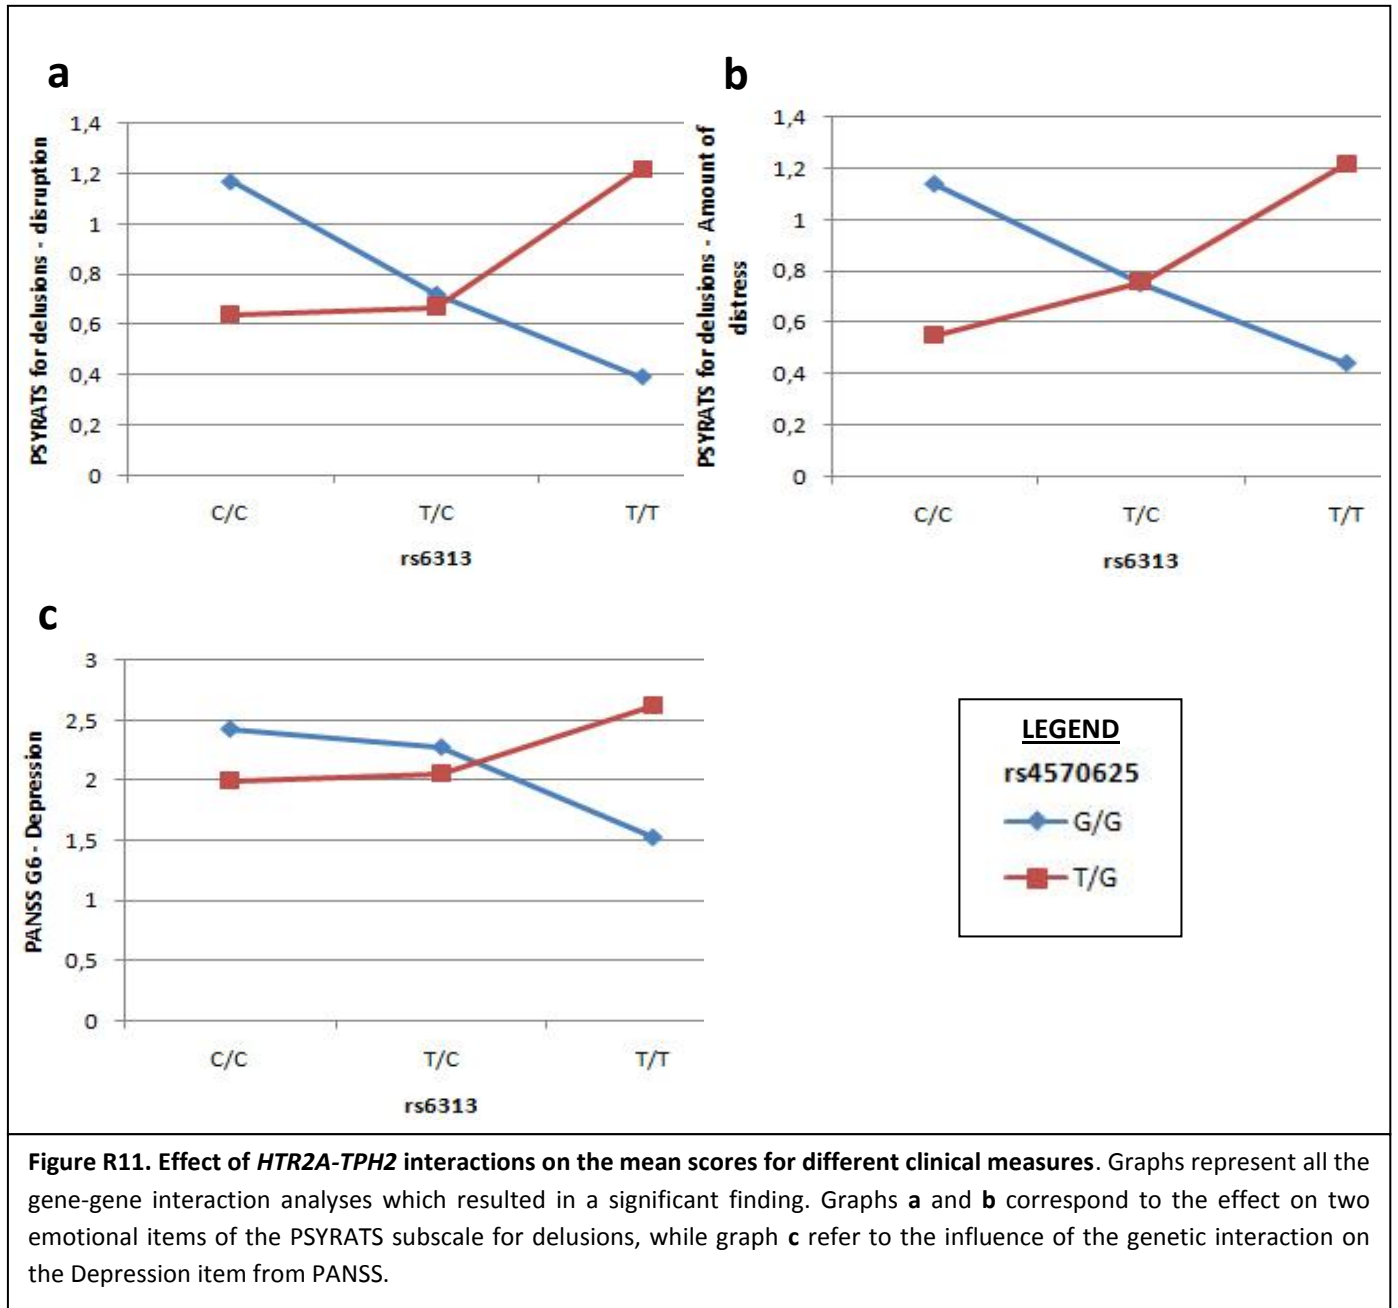 a
PSYRATS for delusions - disruption
1,4
1,2
1
0,8
0,6
0,4
0,2
0
C/C T/C T/T
rs6313
b
PSYRATS for delusions - Amount of
distress
1,4
1,2
1
0,8
0,6
0,4
0,2
0
C/C T/C T/T
rs6313
c
PANSS G6 - Depression
3
2,5
2
1,5
1
0,5
0
C/C T/C T/T
rs6313
LEGEND
rs4570625
G/G
T/G
Figure R11. Effect of HTR2A-TPH2 interactions on the mean scores for different clinical measures. Graphs represent all the
gene-gene interaction analyses which resulted in a significant finding. Graphs a and b correspond to the effect on two
emotional items of the PSYRATS subscale for delusions, while graph c refer to the influence of the genetic interaction on
the Depression item from PANSS.